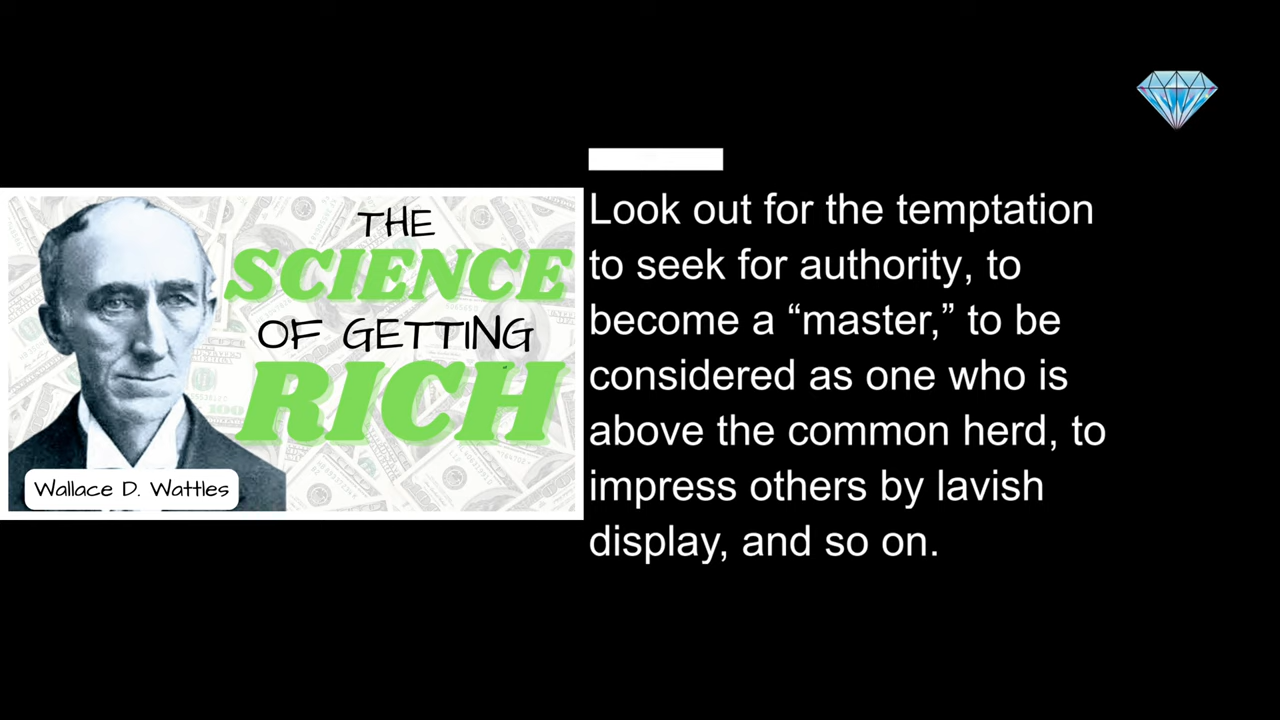 THE
SCIENCE
OF GETTING
RICH
Wallace D. Wattles
Look out for the temptation
to seek for authority, to
become a “master,” to be
considered as one who is
above the common herd, to
impress others by lavish
display, and so on.